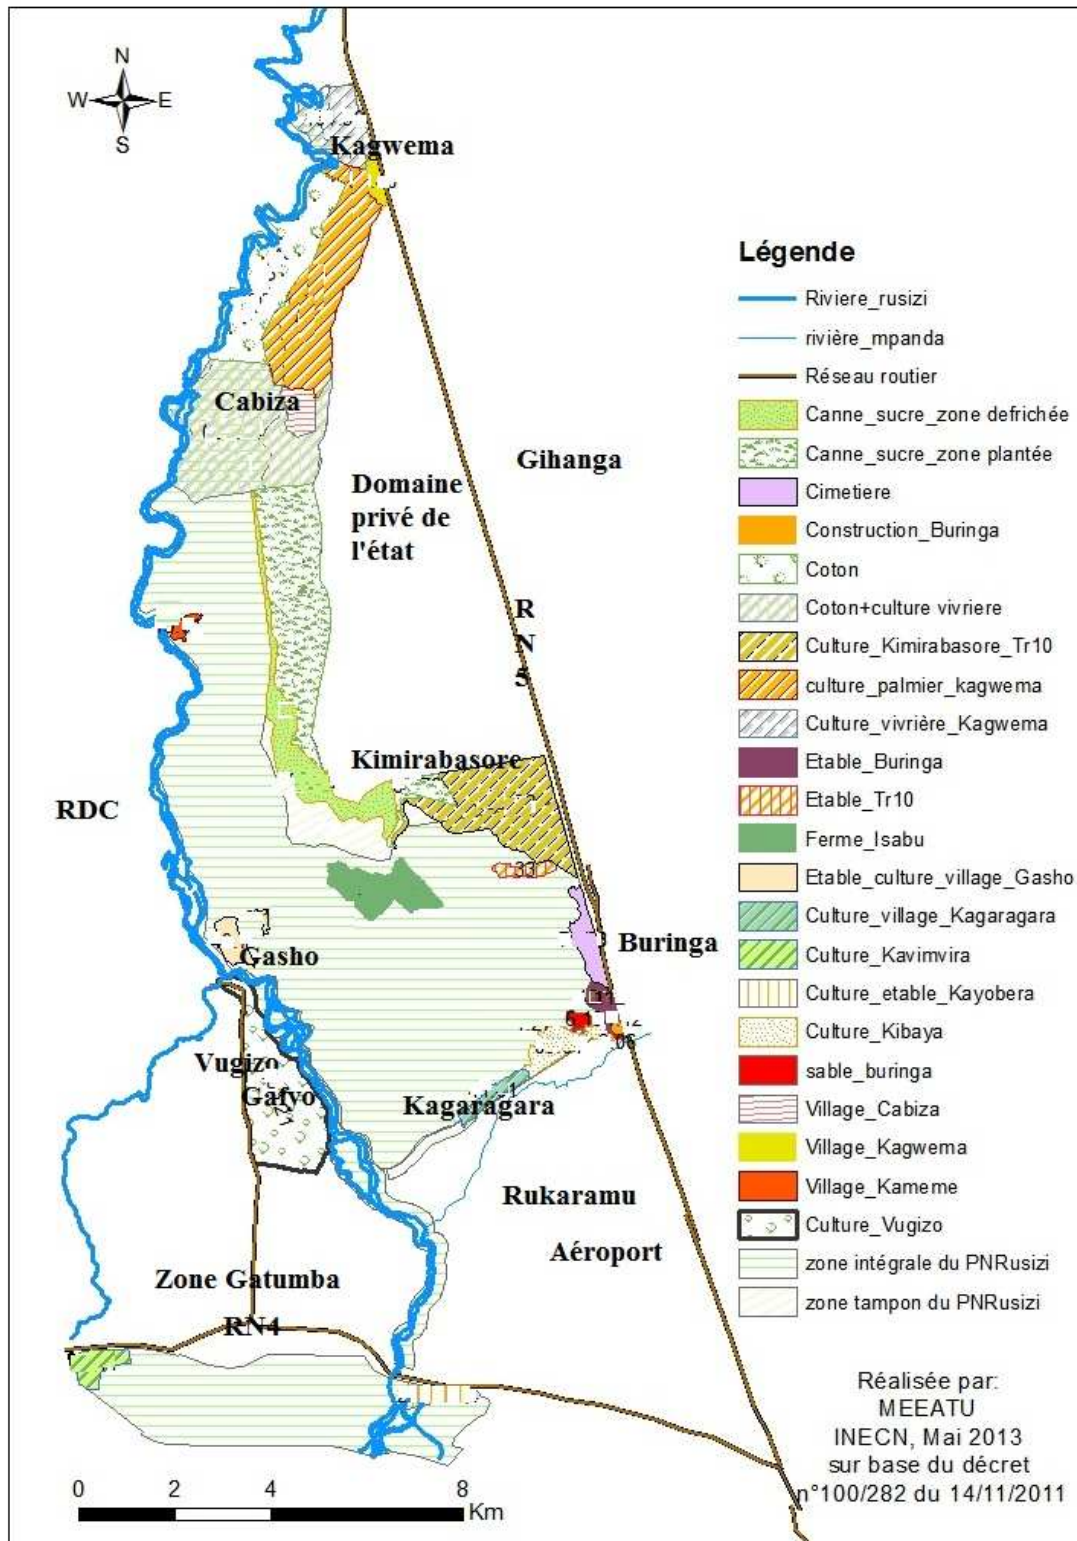 N
W E
S
Kagwema
Cabiza
Gihanga
Domaine
privé de
l'état
R
N
5
Kimirabasore
RDC
33
Buringa
Gasho
Vugizo
Gafvo
Kagaragara
Rukaramu
Aéroport
Zone Gatumba
RN4
0 2 4 8
Km
Légende
Riviere_rusizi
rivière_mpanda
Réseau routier
Canne_sucre_zone defrichée
Canne_sucre_zone plantée
Cimetiere
Construction_Buringa
Coton
Coton+culture vivriere
Culture_Kimirabasore_Tr10
culture_palmier_kagwema
Culture_vivrière_Kagwema
Etable_Buringa
Etable_Tr10
Ferme_Isabu
Etable_culture_village_Gasho
Culture_village_Kagaragara
Culture_Kavimvira
Culture_etable_Kayobera
Culture_Kibaya
sable_buringa
Village_Cabiza
Village_Kagwema
Village_Kameme
Culture_Vugizo
zone intégrale du PNRusizi
zone tampon du PNRusizi
Réalisée par:
MEEATU
INECN, Mai 2013
sur base du décret
n°100/282 du 14/11/2011